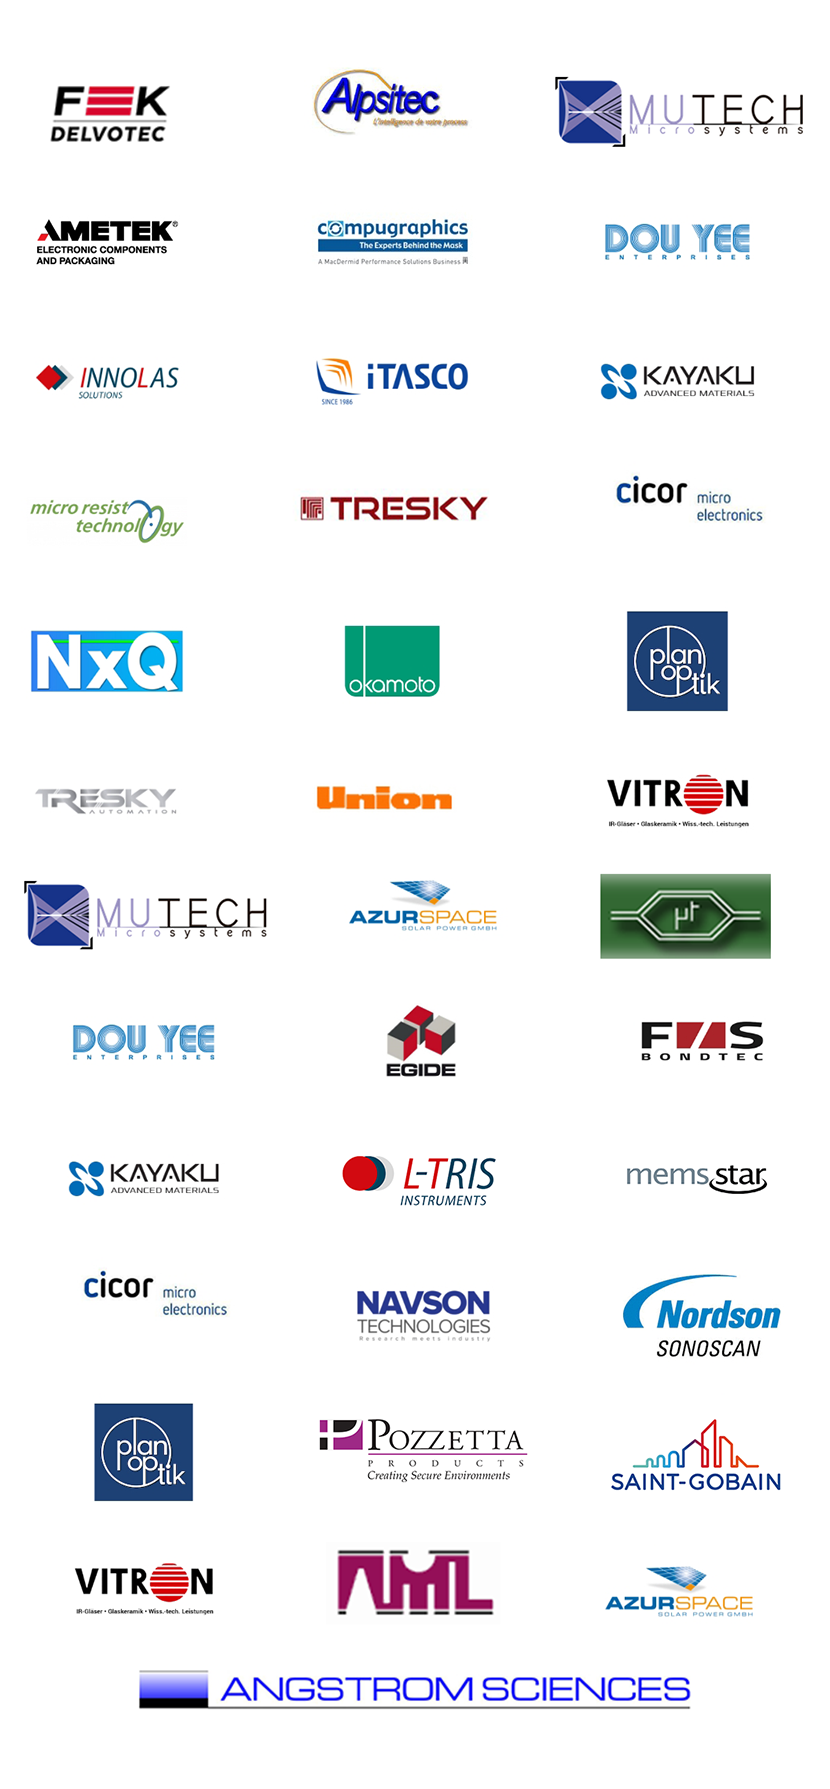 F&K
DELVOTEC
Alpsitec
L'intelligence de votre process
MUTECH
Microsystems
AMETEK®
ELECTRONIC COMPONENTS
AND PACKAGING
compugraphics
The Experts Behind the Mask
A MacDermid Performance Solutions Business
DOU YEE
ENTERPRISES
INNOLAS
SOLUTIONS
iTASCO
SINCE 1986
KAYAKU
ADVANCED MATERIALS
micro resist
technology
TRESKY
cicor micro
electronics
NxQ
okamoto
plan
op
tik
TRESKY
AUTOMATION
Union
VITRON
IR-Gläser • Glaskeramik • Wiss.-tech. Leistungen
MUTECH
Microsystems
AZURSPACE
SOLAR POWER GMBH
μt
DOU YEE
ENTERPRISES
EGIDE
F S
BONDTEC
KAYAKU
ADVANCED MATERIALS
L-TRIS
INSTRUMENTS
memsstar
cicor micro
electronics
NAVSON
TECHNOLOGIES
Research meets industry
Nordson
SONOSCAN
plan
op
tik
POZZETTA
PRODUCTS
Creating Secure Environments
SAINT-GOBAIN
VITRON
IR-Gläser • Glaskeramik • Wiss.-tech. Leistungen
AML
AZURSPACE
SOLAR POWER GMBH
ANGSTROM SCIENCES